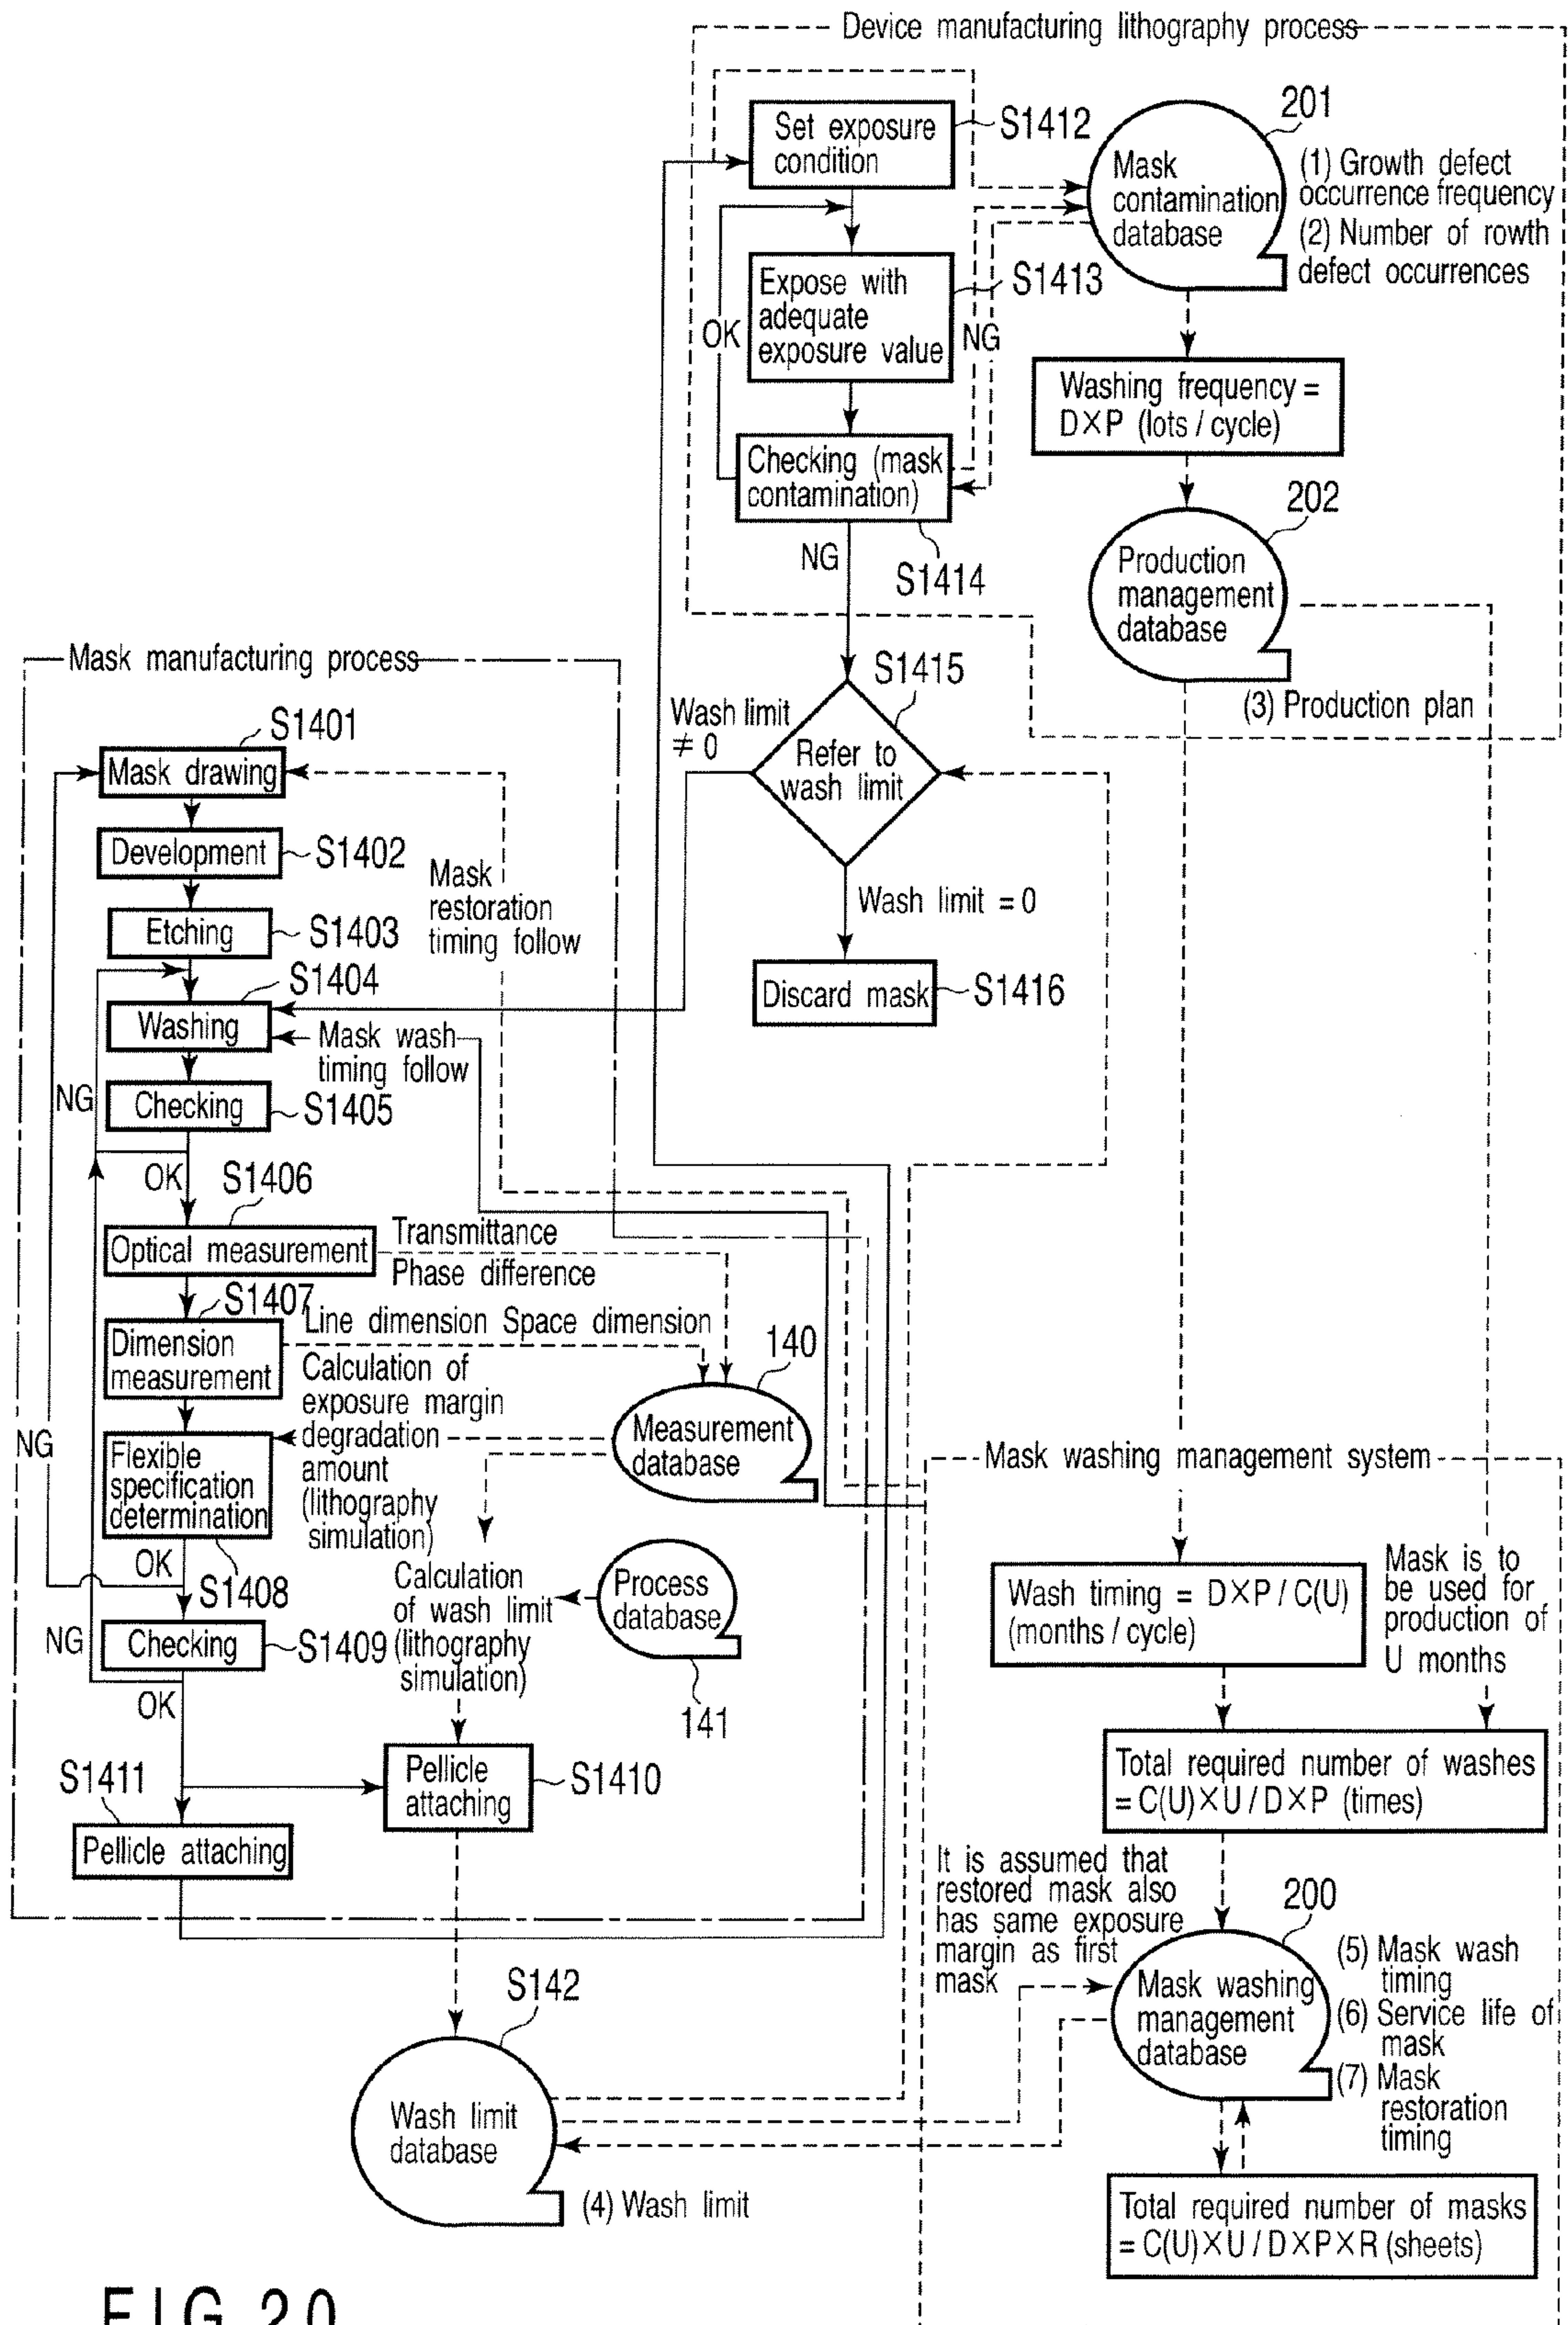 Device manufacturing lithography process
Set exposure
condition
S1412
201
Mask
contamination
database
(1) Growth defect
occurrence frequency
(2) Number of rowth
defect occurrences
Expose with
adequate
exposure value
S1413
OK
NG
Washing frequency =
D×P (lots / cycle)
Checking (mask
contamination)
NG
S1414
202
Production
management
database
(3) Production plan
Mask manufacturing process
S1415
Wash limit
≠ 0
Refer to
wash limit
S1401
Mask drawing
Development
S1402
Mask
restoration
timing follow
Wash limit = 0
Etching
S1403
S1404
Discard mask
S1416
Washing
Mask wash
timing follow
NG
Checking
S1405
OK
S1406
Optical measurement
Transmittance
Phase difference
S1407
Line dimension Space dimension
Dimension
measurement
140
Calculation of
exposure margin
degradation
amount
(lithography
simulation)
Measurement
database
NG
Flexible
specification
determination
Mask washing management system
OK
S1408
Calculation
of wash limit
(lithography
simulation)
Process
database
141
Wash timing = D×P / C(U)
(months / cycle)
Mask is to
be used for
production of
U months
NG
Checking
S1409
OK
S1411
Pellicle
attaching
S1410
Total required number of washes
= C(U)×U / D×P (times)
Pellicle attaching
It is assumed that
restored mask also
has same exposure
margin as first
mask
200
Mask washing
management
database
(5) Mask wash
timing
(6) Service life of
mask
(7) Mask
restoration
timing
S142
Wash limit
database
(4) Wash limit
Total required number of masks
= C(U)×U / D×P×R (sheets)
FIG.20